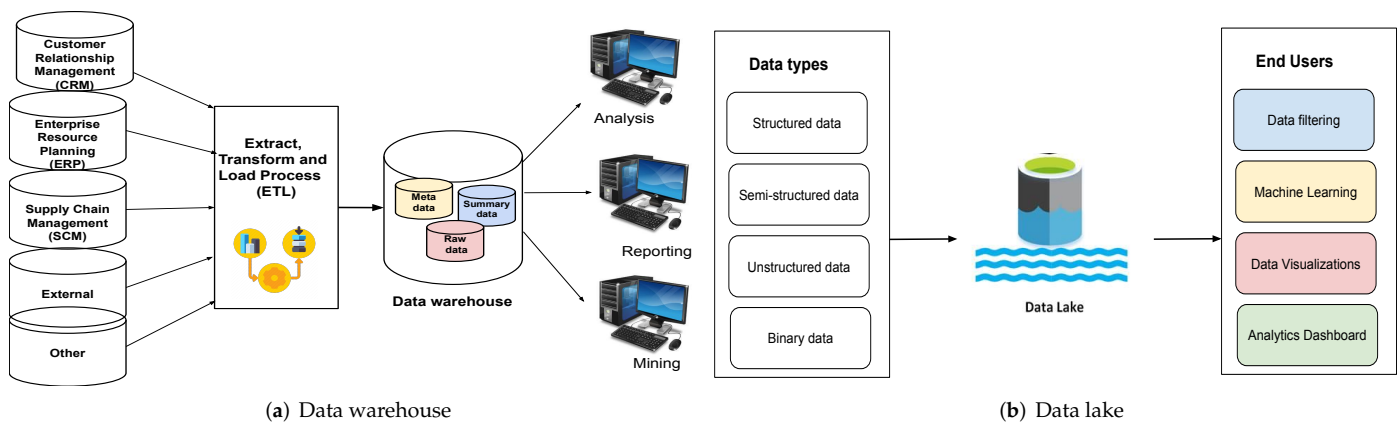 Customer
Relationship
Management
(CRM)
Enterprise
Resource
Planning
(ERP)
Supply Chain
Management
(SCM)
External
Other
Extract,
Transform and
Load Process
(ETL)
Meta
data
Summary
data
Raw
data
Data warehouse
Analysis
Reporting
Mining
(a) Data warehouse
Data types
Structured data
Semi-structured data
Unstructured data
Binary data
Data Lake
End Users
Data filtering
Machine Learning
Data Visualizations
Analytics Dashboard
(b) Data lake